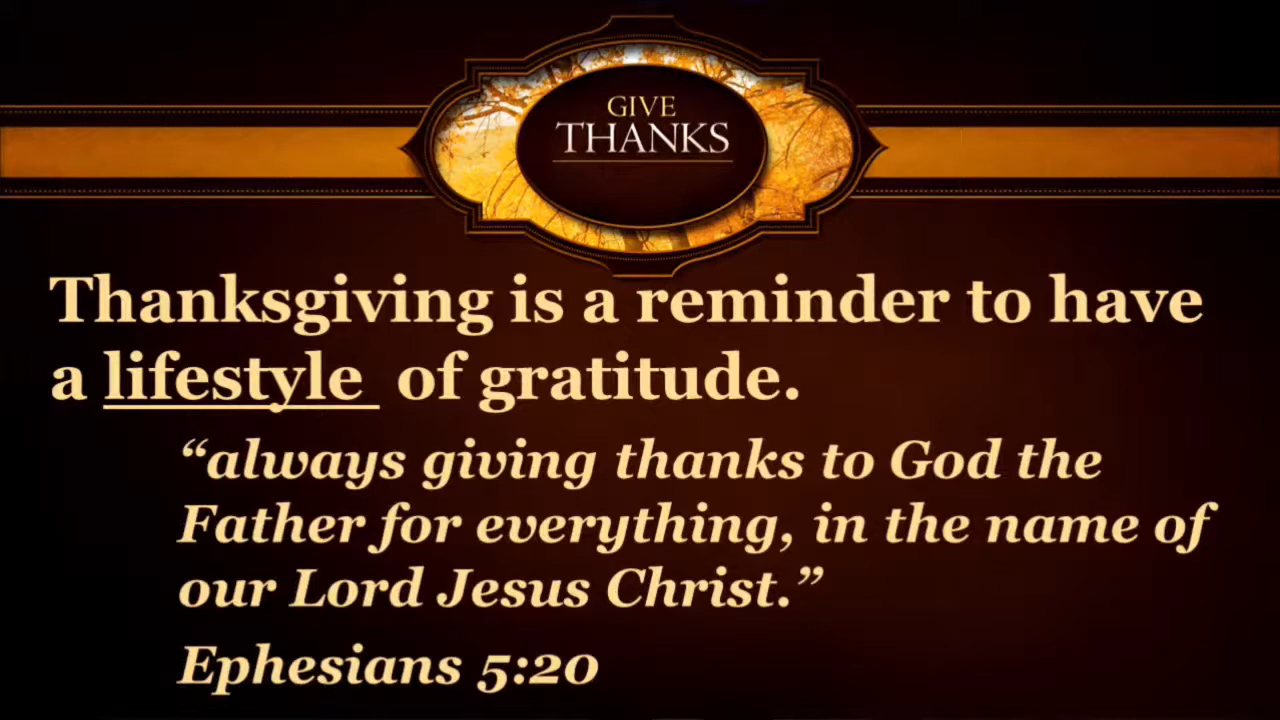 GIVE
THANKS
Thanksgiving is a reminder to have
a lifestyle of gratitude.
“always giving thanks to God the
Father for everything, in the name of
our Lord Jesus Christ.”
Ephesians 5:20